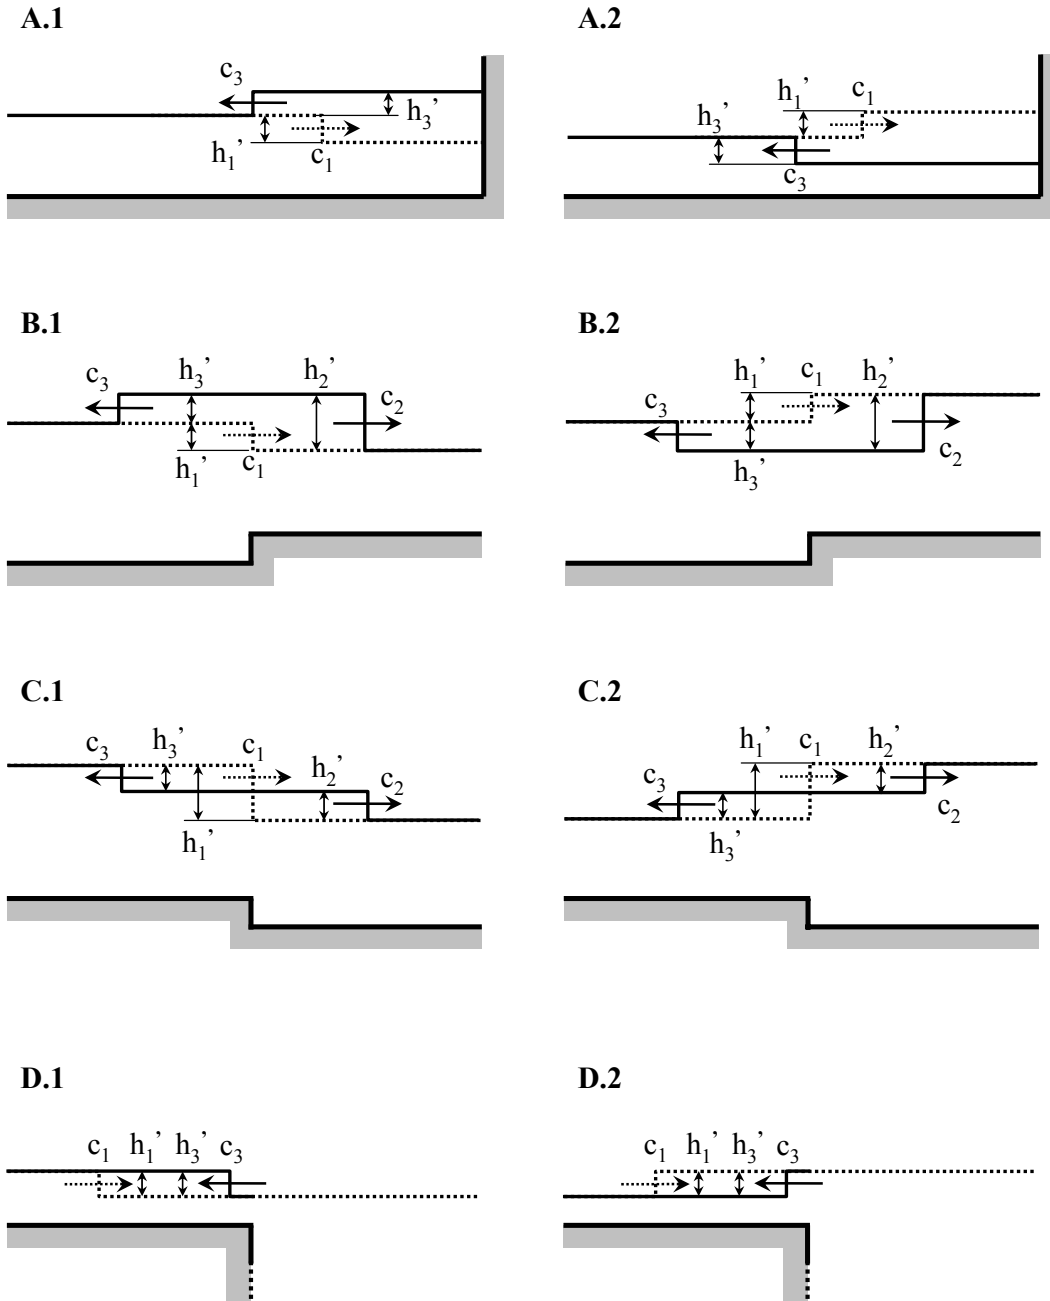 A.1 A.2
c3 h3’ h1’ c1
h3’ h1’ c1
c3
B.1 B.2
c3 h3’ h2’ c2
h1’ c1
h1’ c1 h2’
c3 h3’ c2
C.1 C.2
c3 h3’ c1 h2’ c2
h1’
h1’ c1 h2’
c3 h3’ c2
D.1 D.2
c1 h1’ h3’ c3 c1 h1’ h3’ c3